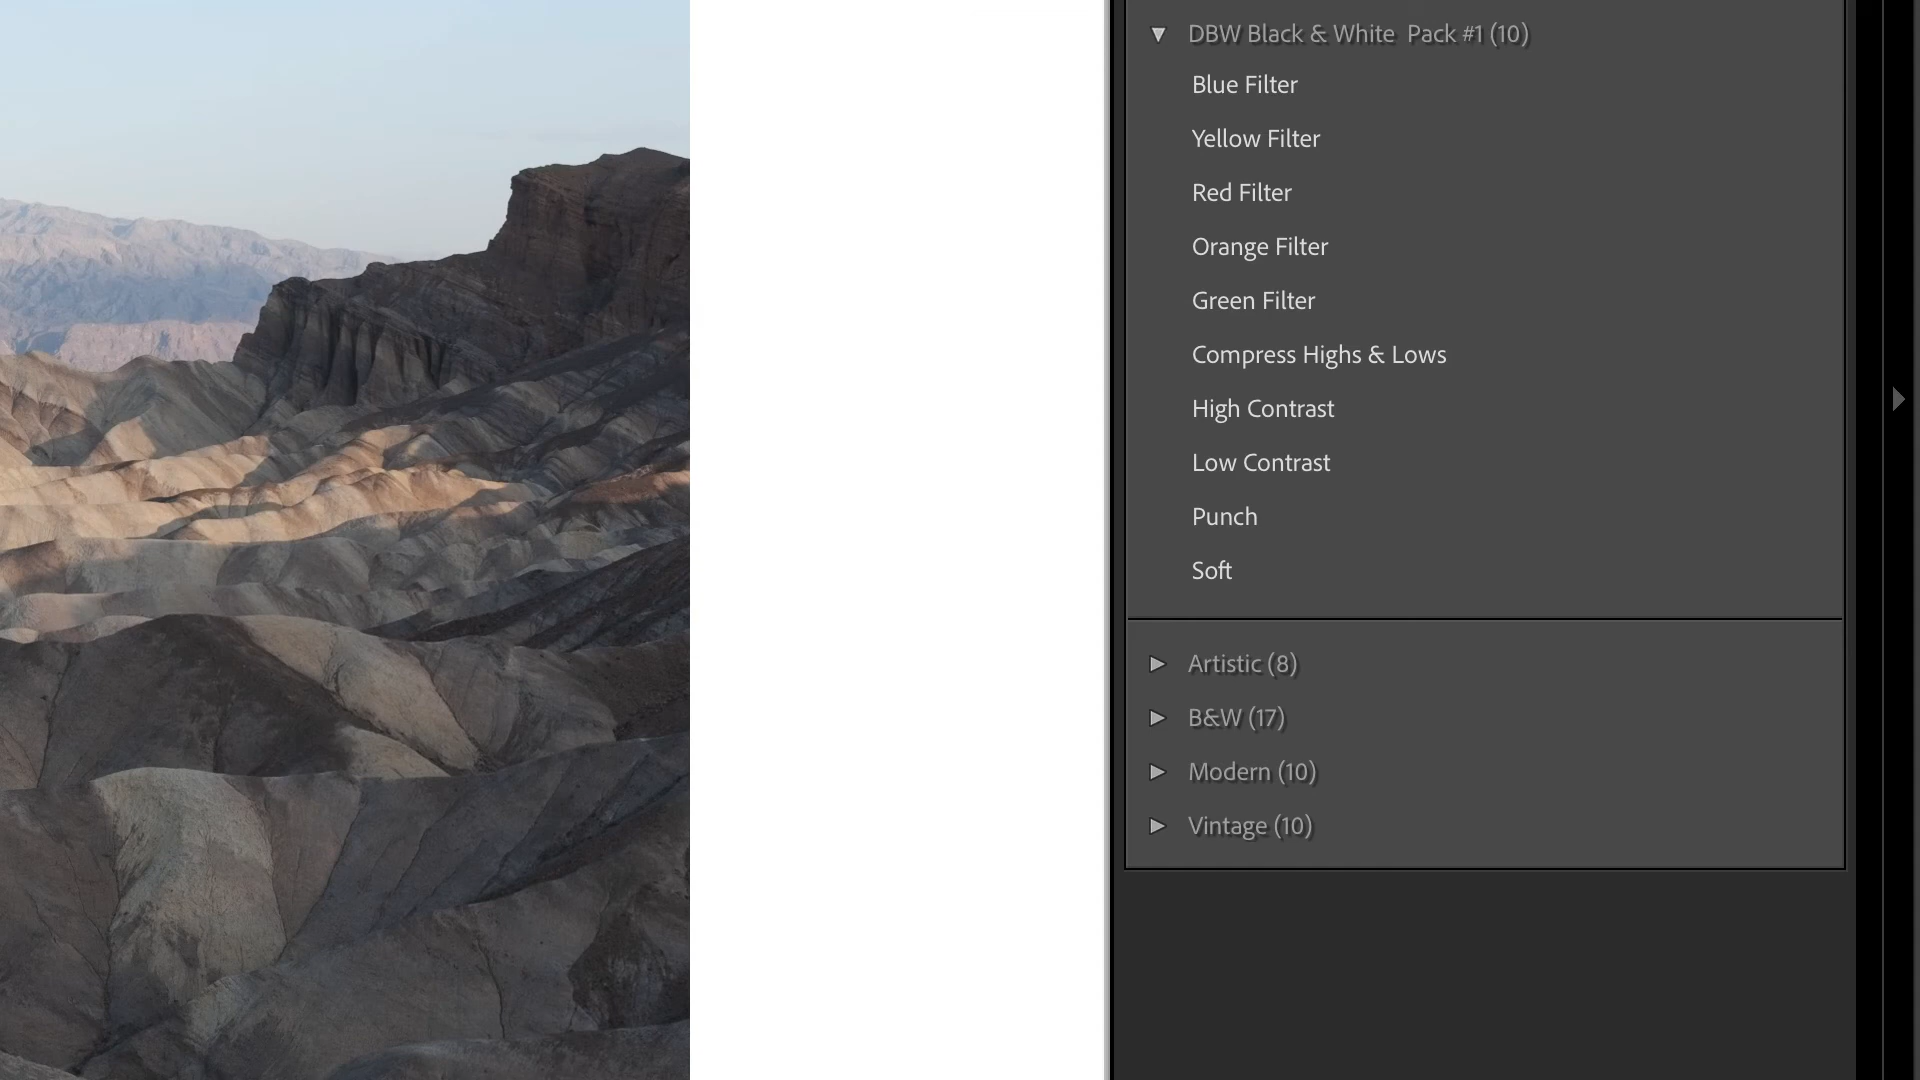 DBW Black & White  Pack #1 (10)
Blue Filter
Yellow Filter
Red Filter
Orange Filter
Green Filter
Compress Highs & Lows
High Contrast
Low Contrast
Punch
Soft
Artistic (8)
B&W (17)
Modern (10)
Vintage (10)